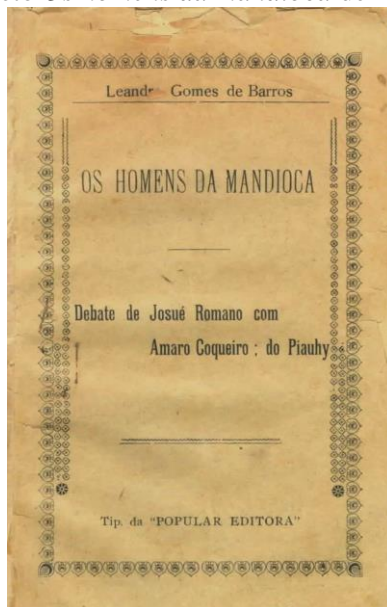 Leandr Gomes de Barros
OS HOMENS DA MANDIOCA
Debate de Josué Romano com
Amaro Coqueiro ; do Piauhy
Tip. da "POPULAR EDITORA"